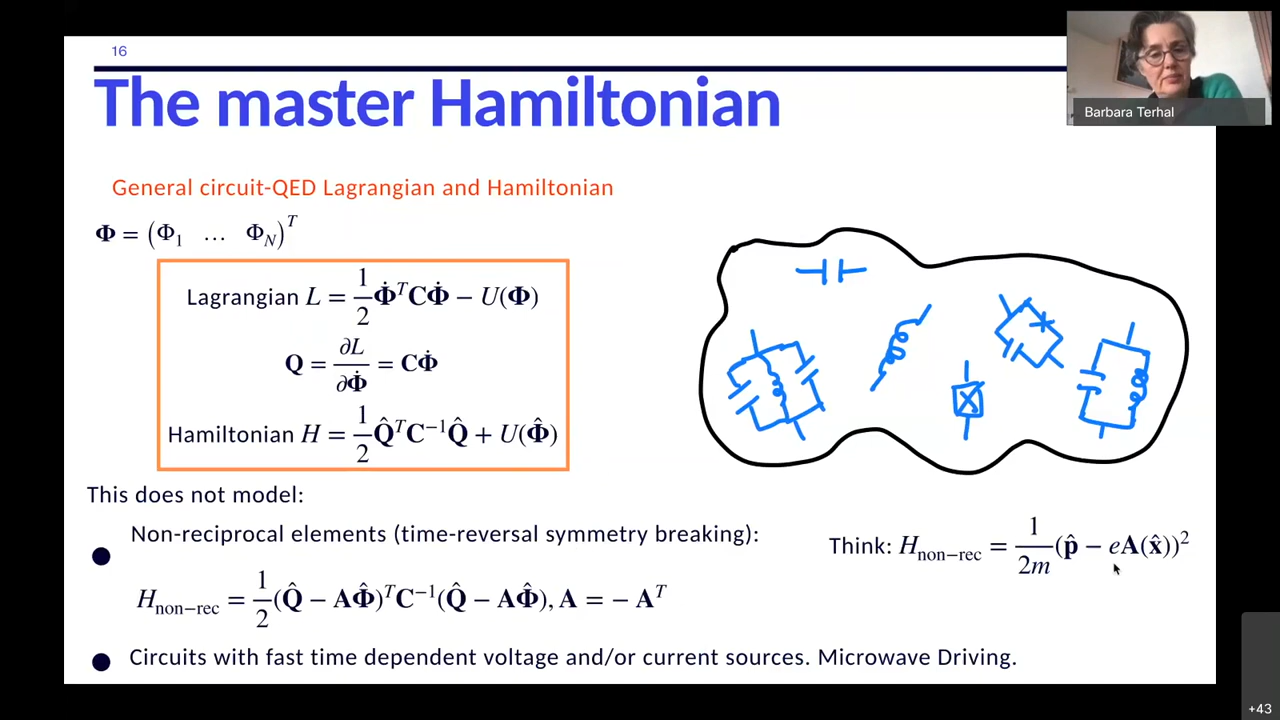 16
The master Hamiltonian
Barbara Terhal
General circuit-QED Lagrangian and Hamiltonian
Φ = (Φ₁ … Φ_N)^T
Lagrangian L = 1/2 Φ̇^T C Φ̇ − U(Φ)
Q = ∂L/∂Φ̇ = CΦ̇
Hamiltonian H = 1/2 Q̂^T C^−1 Q̂ + U(Φ̂)
This does not model:
Non-reciprocal elements (time-reversal symmetry breaking):
Think: H_non−rec = 1/2m (p̂ − eA(x̂))^2
H_non−rec = 1/2 (Q̂ − AΦ̂)^T C^−1 (Q̂ − AΦ̂), A = − A^T
Circuits with fast time dependent voltage and/or current sources. Microwave Driving.
+43